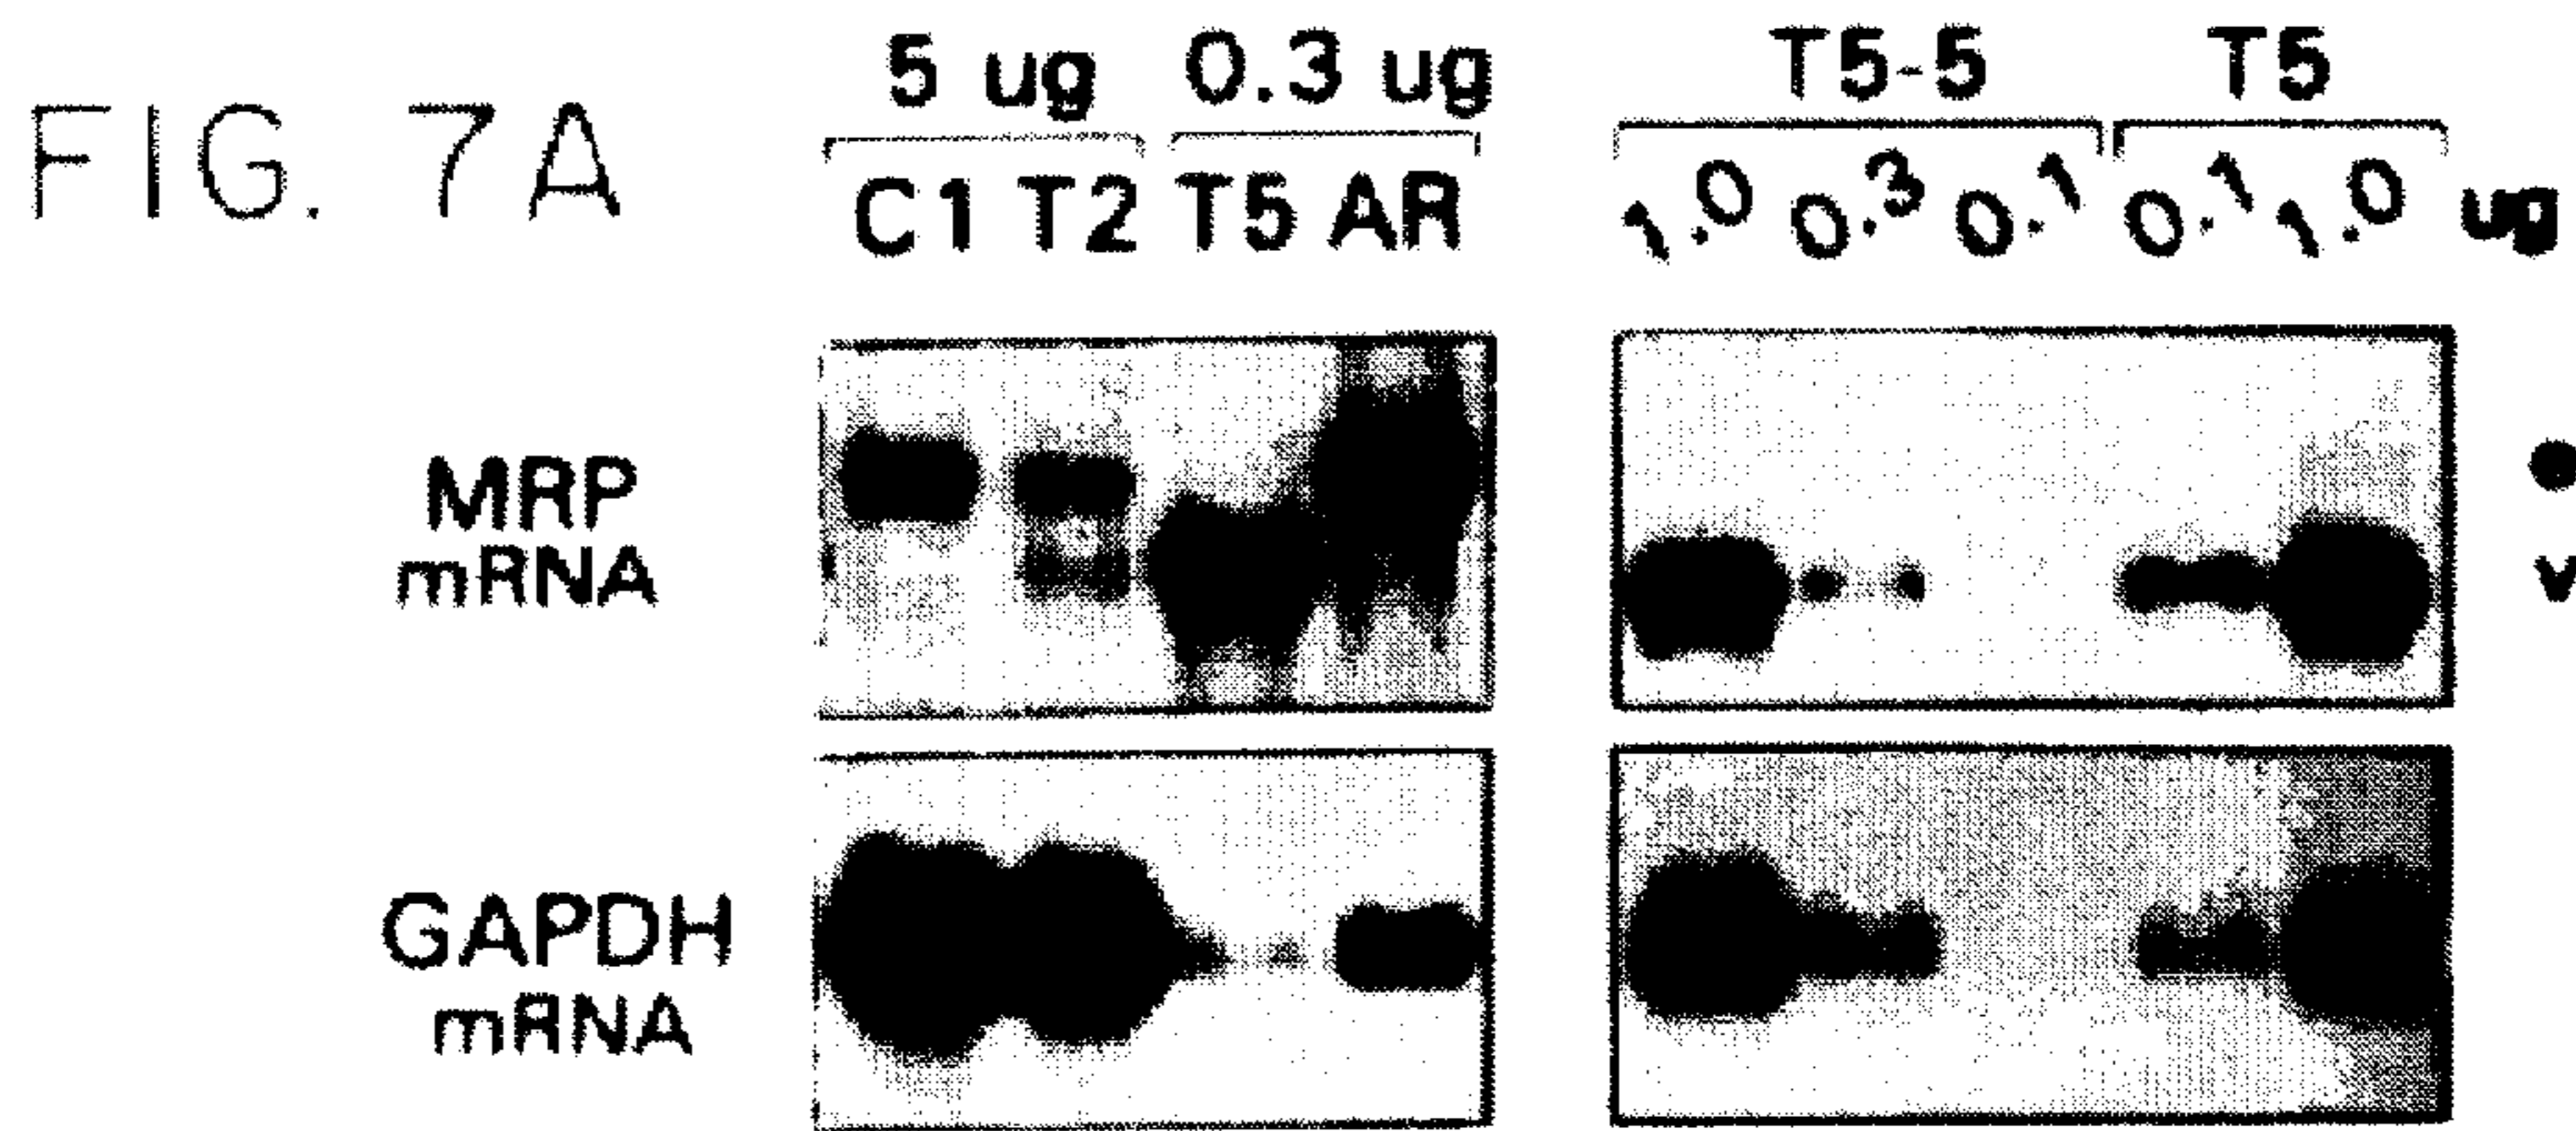 FIG. 7A
5 ug 0.3 ug T5-5 T5
C1 T2 T5 AR 1.0 0.3 0.1 0.1 1.0 ug
MRP
mRNA
GAPDH
mRNA